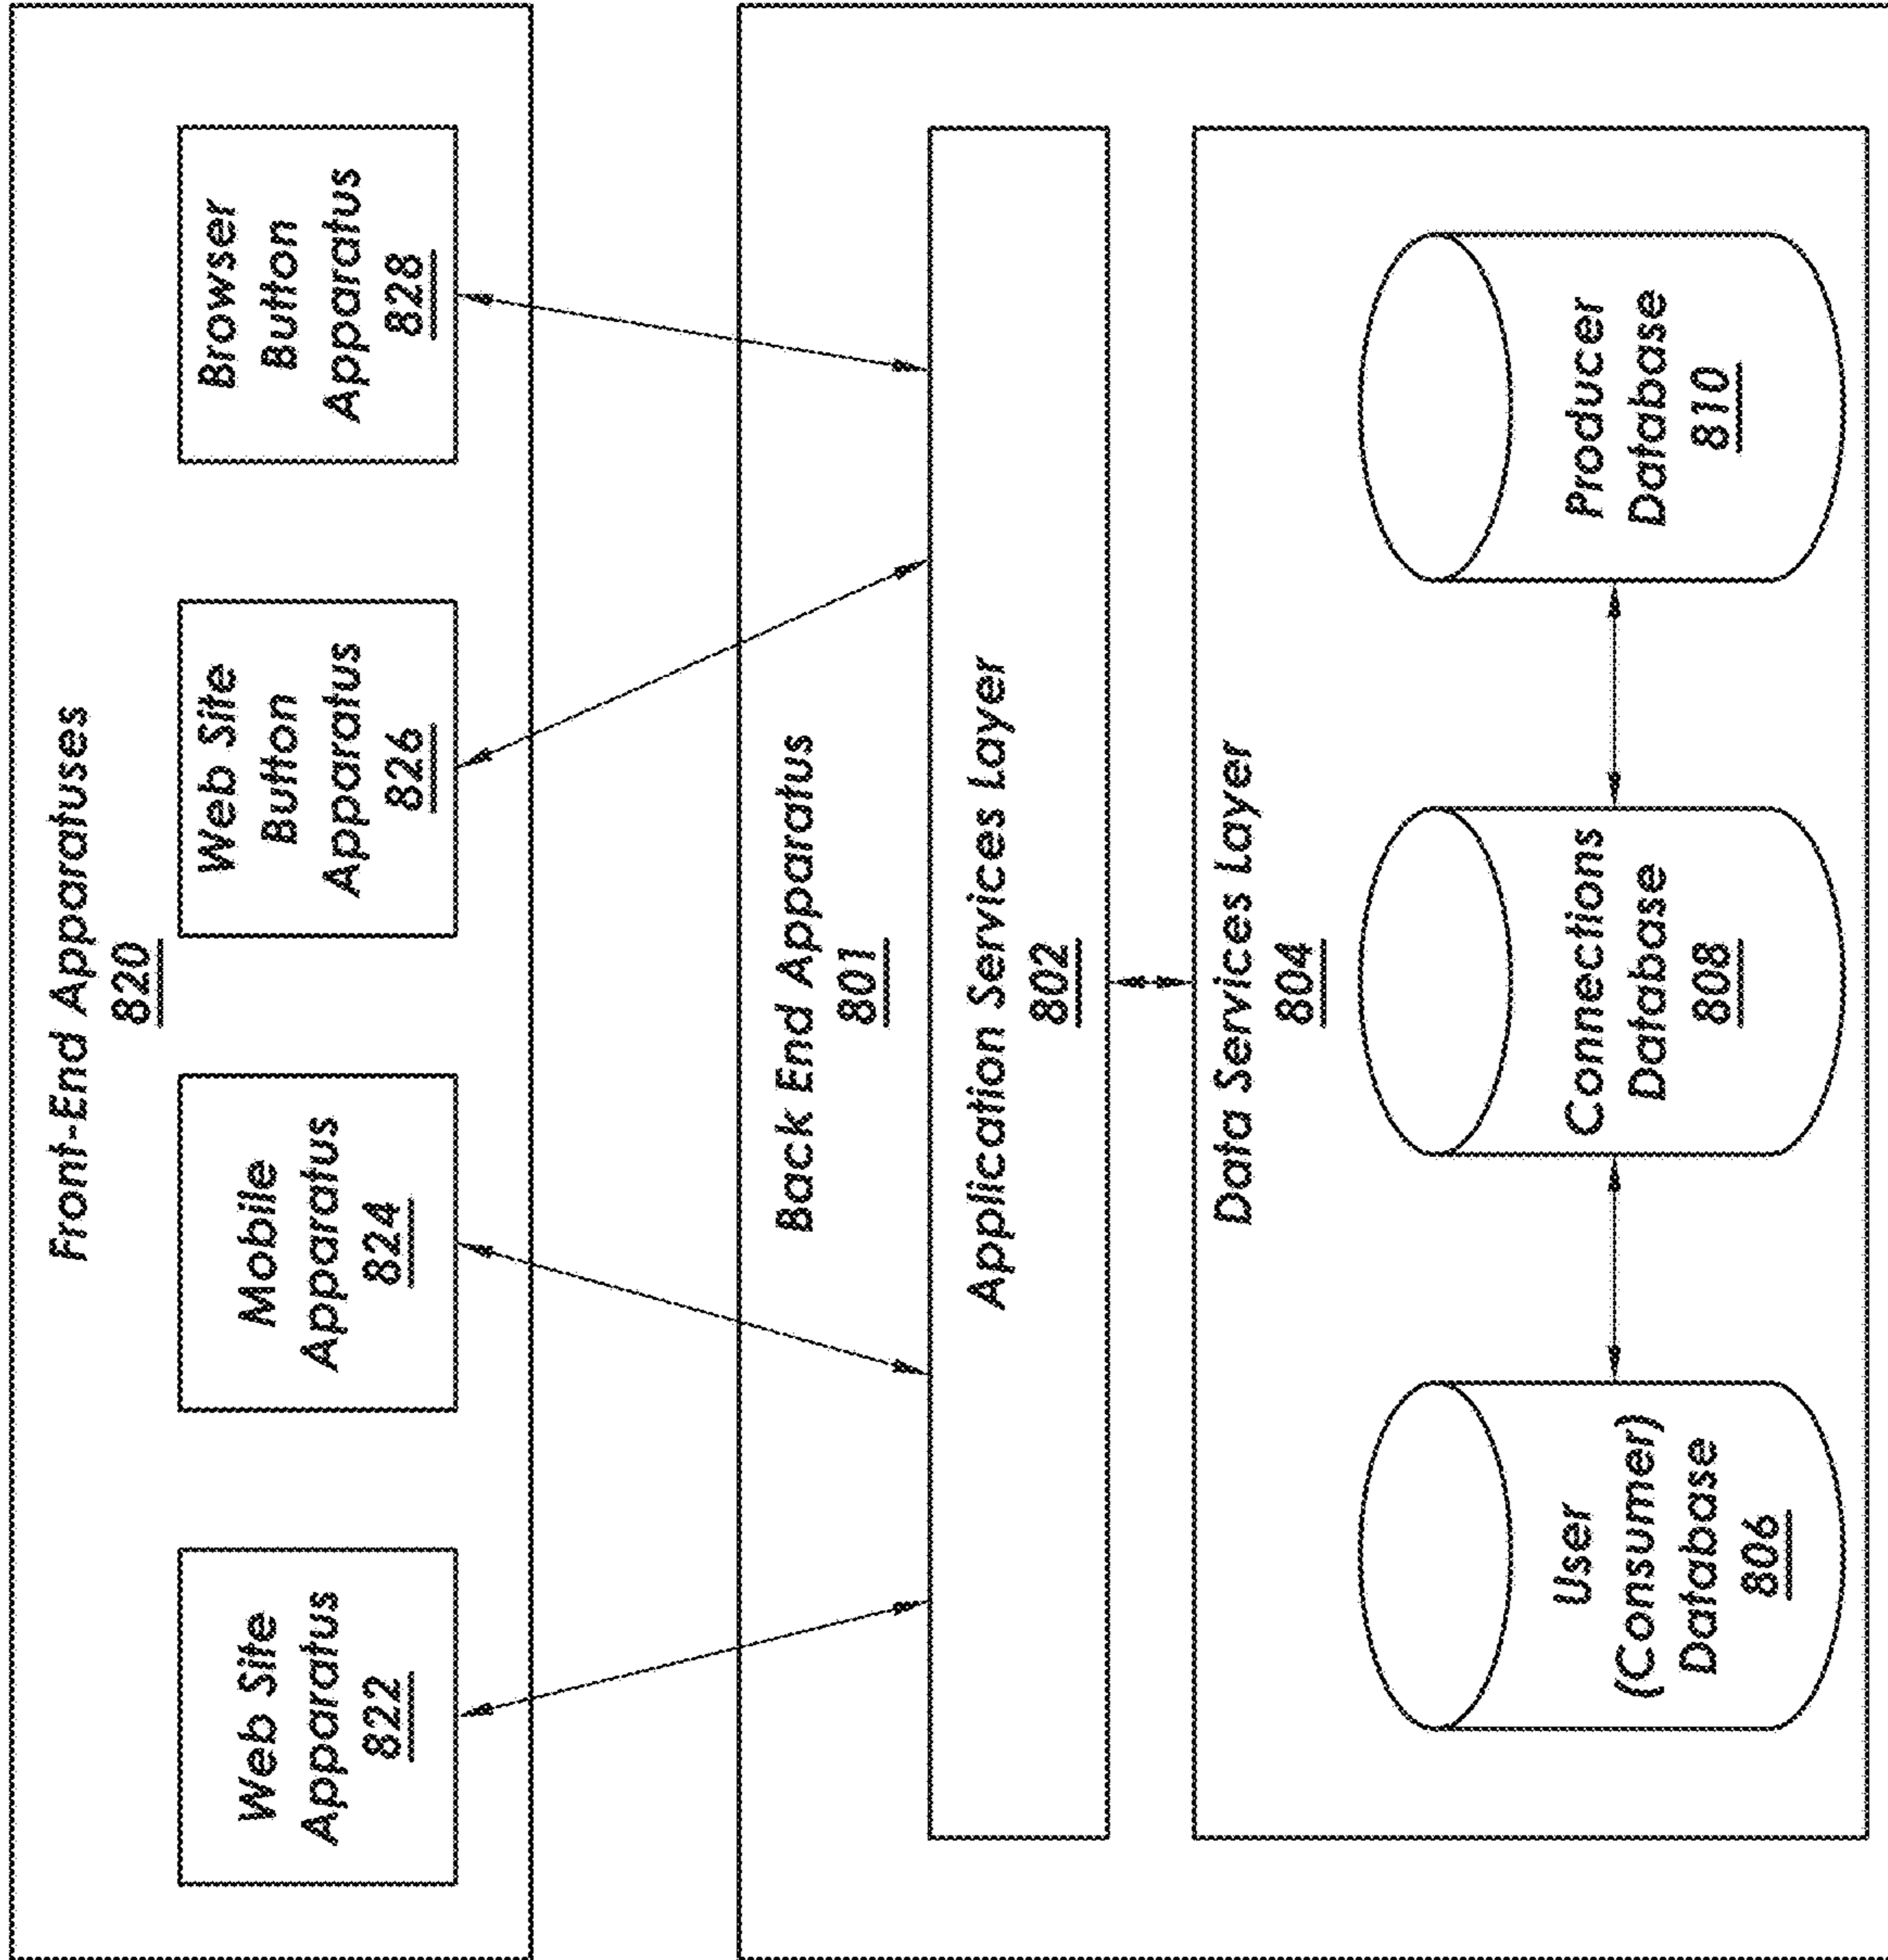 Front-End Apparatuses
820
Web Site
Apparatus
822
Mobile
Apparatus
824
Web Site
Button
Apparatus
826
Browser
Button
Apparatus
828
Back End Apparatus
801
Application Services Layer
802
Data Services Layer
804
User
(Consumer)
Database
806
Connections
Database
808
Producer
Database
810